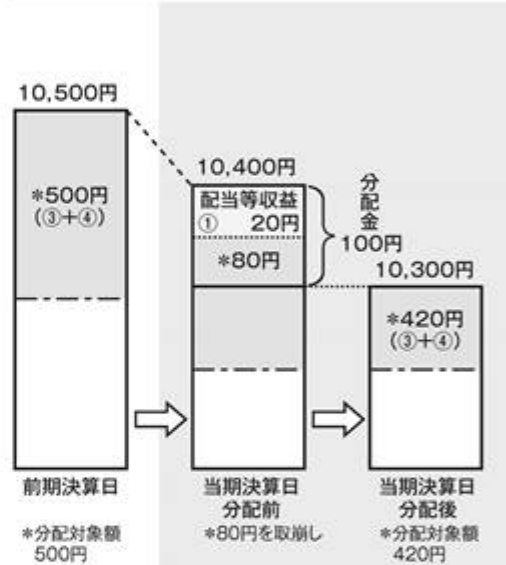 10,500円
*500円
(③+④)
前期決算日
*分配対象額
500円
10,400円
配当等収益
① 20円
*80円
分配金
100円
当期決算日
分配前
*80円を取崩し
10,300円
*420円
(③+④)
当期決算日
分配後
*分配対象額
420円